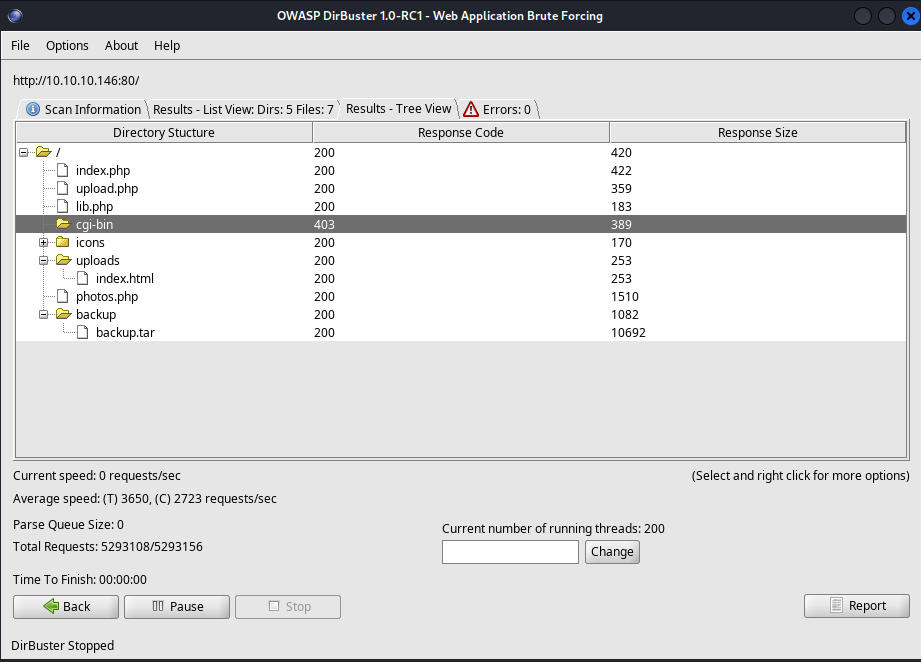 OWASP DirBuster 1.0-RC1 - Web Application Brute Forcing
File Options About Help
http://10.10.10.146:80/
Scan Information Results - List View: Dirs: 5 Files: 7 Results - Tree View Errors: 0
Directory Stucture Response Code Response Size
/ 200 420
index.php 200 422
upload.php 200 359
lib.php 200 183
cgi-bin 403 389
icons 200 170
uploads 200 253
index.html 200 253
photos.php 200 1510
backup 200 1082
backup.tar 200 10692
Current speed: 0 requests/sec (Select and right click for more options)
Average speed: (T) 3650, (C) 2723 requests/sec
Parse Queue Size: 0 Current number of running threads: 200
Total Requests: 5293108/5293156 Change
Time To Finish: 00:00:00
Back Pause Stop Report
DirBuster Stopped